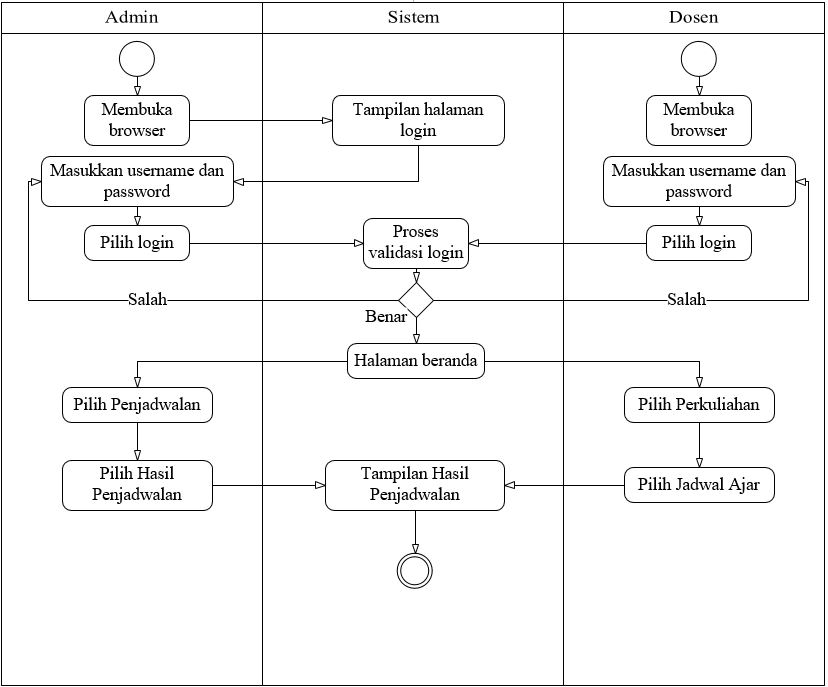 Admin
Sistem
Dosen
Membuka
browser
Tampilan halaman
login
Membuka
browser
Masukkan username dan
password
Masukkan username dan
password
Pilih login
Proses
validasi login
Pilih login
Salah
Salah
Benar
Halaman beranda
Pilih Penjadwalan
Pilih Perkuliahan
Pilih Hasil
Penjadwalan
Tampilan Hasil
Penjadwalan
Pilih Jadwal Ajar